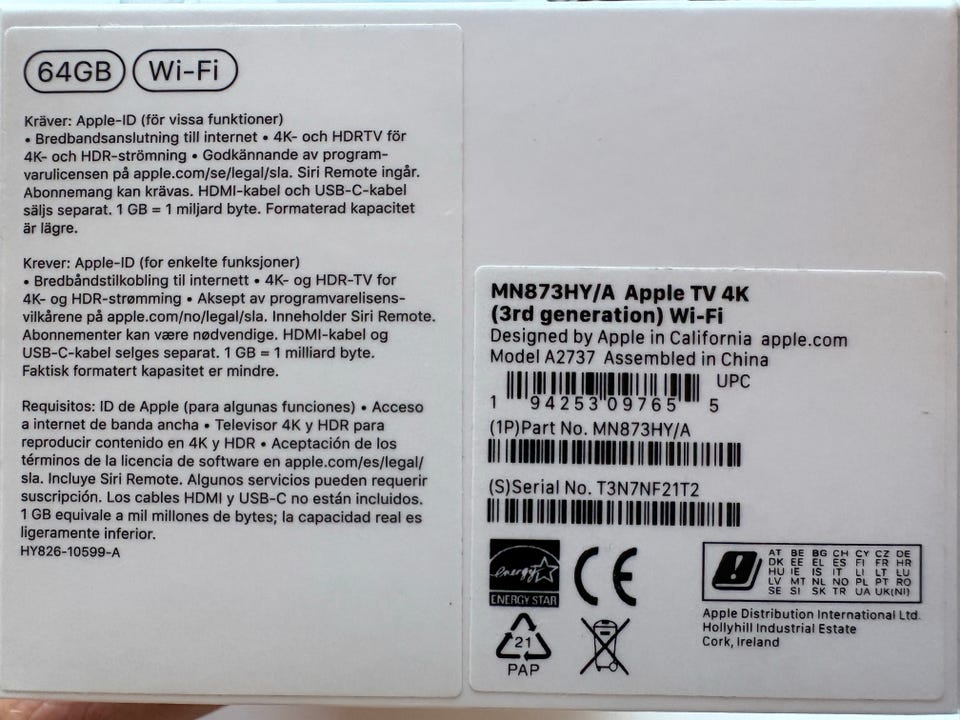 64GB Wi-Fi
Kräver: Apple-ID (för vissa funktioner)
• Bredbandsanslutning till internet • 4K- och HDRTV för
4K- och HDR-strömning • Godkännande av program-
varulicensen på apple.com/se/legal/sla. Siri Remote ingår.
Abonnemang kan krävas. HDMI-kabel och USB-C-kabel
säljs separat. 1 GB = 1 miljard byte. Formaterad kapacitet
är lägre.
Krever: Apple-ID (for enkelte funksjoner)
• Bredbåndstilkobling til internett • 4K- og HDR-TV for
4K- og HDR-strømming • Aksept av programvarelisens-
vilkårene på apple.com/no/legal/sla. Inneholder Siri Remote.
Abonnementer kan være nødvendige. HDMI-kabel og
USB-C-kabel selges separat. 1 GB = 1 milliard byte.
Faktisk formatert kapasitet er mindre.
Requisitos: ID de Apple (para algunas funciones) • Acceso
a internet de banda ancha • Televisor 4K y HDR para
reproducir contenido en 4K y HDR • Aceptación de los
términos de la licencia de software en apple.com/es/legal/
sla. Incluye Siri Remote. Algunos servicios pueden requerir
suscripción. Los cables HDMI y USB-C no están incluidos.
1 GB equivale a mil millones de bytes; la capacidad real es
ligeramente inferior.
HY826-10599-A
MN873HY/A Apple TV 4K
(3rd generation) Wi-Fi
Designed by Apple in California apple.com
Model A2737 Assembled in China
UPC
1 94253 09765 5
(1P)Part No. MN873HY/A
(S)Serial No. T3N7NF21T2
energy
ENERGY STAR
CE
21
PAP
AT BE BG CH CY CZ DE
DK EE EL ES FI FR HR
HU IE IS IT LI LT LU
LV MT NL NO PL PT RO
SE SI SK TR UA UK(NI)
Apple Distribution International Ltd.
Hollyhill Industrial Estate
Cork, Ireland